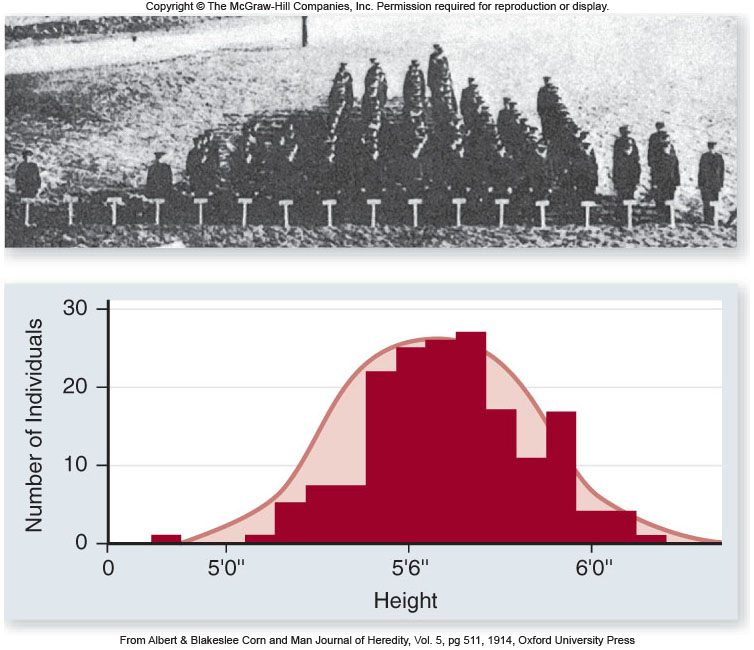 Copyright © The McGraw-Hill Companies, Inc. Permission required for reproduction or display.
30
20
10
0
Number of Individuals
0 5'0" 5'6" 6'0"
Height
From Albert & Blakeslee Corn and Man Journal of Heredity, Vol. 5, pg 511, 1914, Oxford University Press